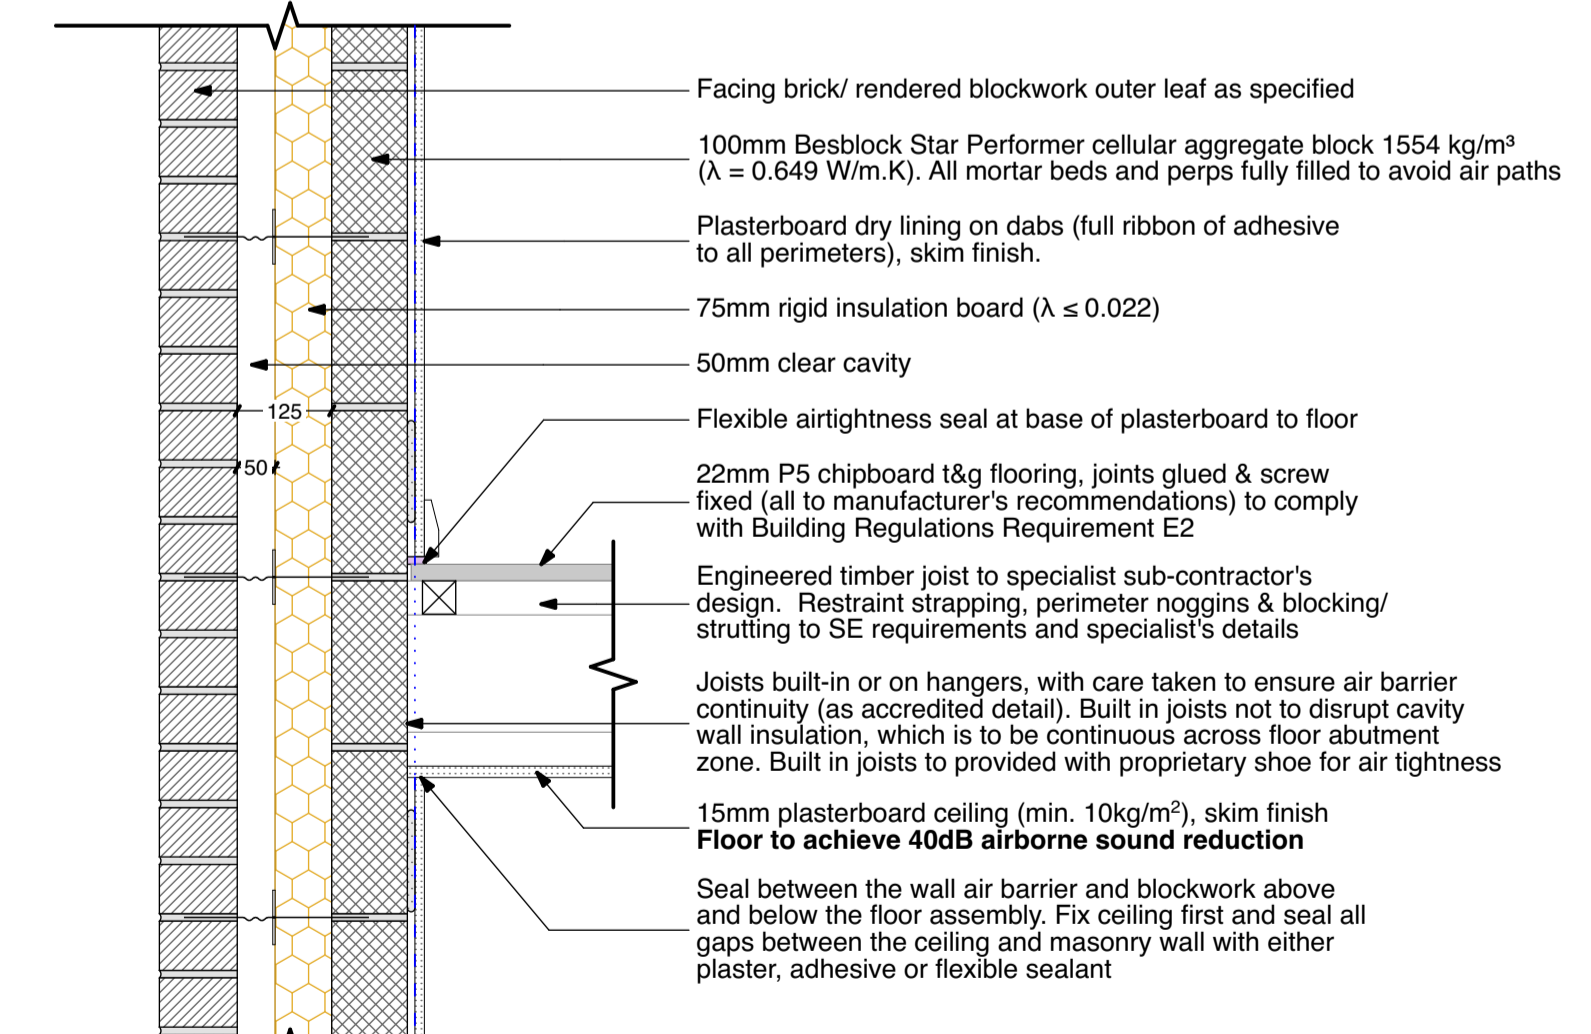 Facing brick/ rendered blockwork outer leaf as specified
100mm Besblock Star Performer cellular aggregate block 1554 kg/m³
(λ = 0.649 W/m.K). All mortar beds and perps fully filled to avoid air paths
Plasterboard dry lining on dabs (full ribbon of adhesive
to all perimeters), skim finish.
75mm rigid insulation board (λ ≤ 0.022)
50mm clear cavity
125
Flexible airtightness seal at base of plasterboard to floor
50
22mm P5 chipboard t&g flooring, joints glued & screw
fixed (all to manufacturer's recommendations) to comply
with Building Regulations Requirement E2
Engineered timber joist to specialist sub-contractor's
design.  Restraint strapping, perimeter noggins & blocking/
strutting to SE requirements and specialist's details
Joists built-in or on hangers, with care taken to ensure air barrier
continuity (as accredited detail). Built in joists not to disrupt cavity
wall insulation, which is to be continuous across floor abutment
zone. Built in joists to provided with proprietary shoe for air tightness
15mm plasterboard ceiling (min. 10kg/m²), skim finish
Floor to achieve 40dB airborne sound reduction
Seal between the wall air barrier and blockwork above
and below the floor assembly. Fix ceiling first and seal all
gaps between the ceiling and masonry wall with either
plaster, adhesive or flexible sealant